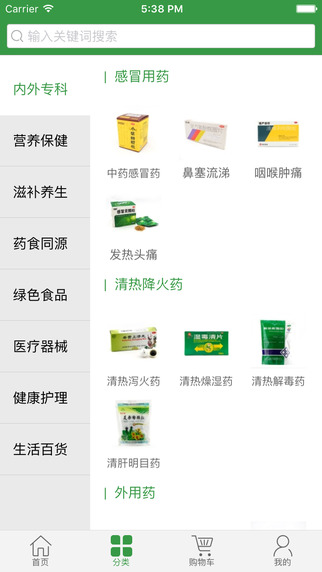 Carrier 5:38 PM
输入关键词搜索
内外专科
营养保健
滋补养生
药食同源
绿色食品
医疗器械
健康护理
生活百货
感冒用药
中药感冒药 鼻塞流涕 咽喉肿痛
发热头痛
清热降火药
清热泻火药 清热燥湿药 清热解毒药
清肝明目药
外用药
首页 分类 购物车 我的